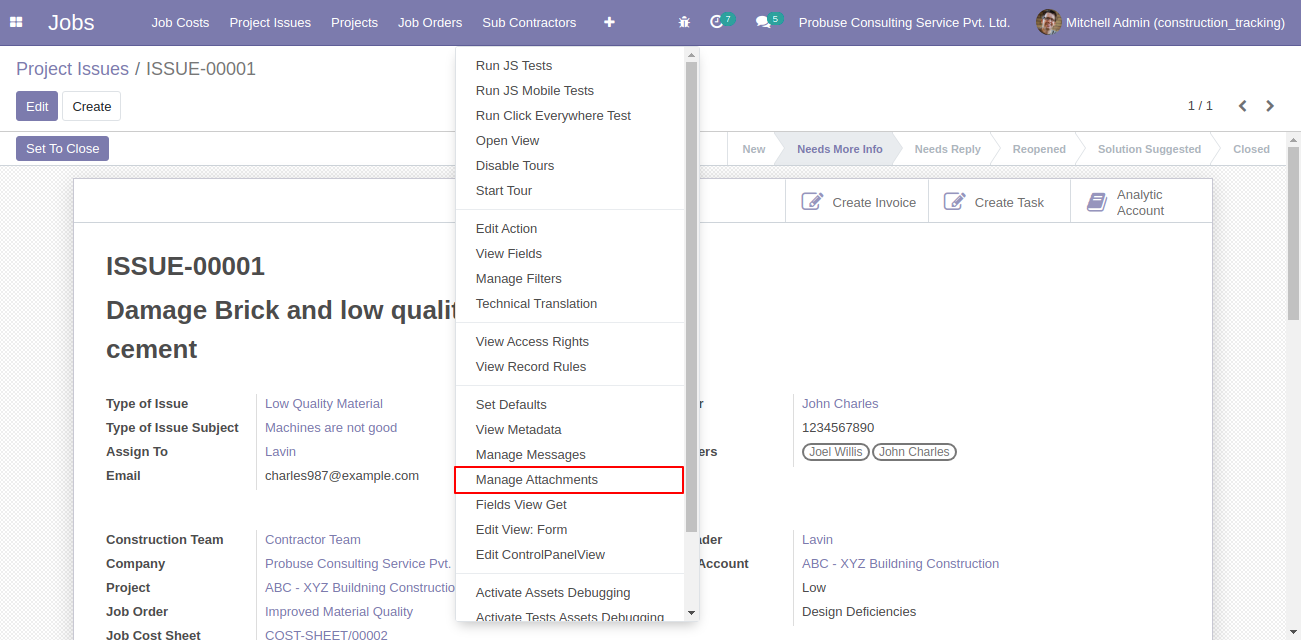 Jobs Job Costs Project Issues Projects Job Orders Sub Contractors 7 5 Probuse Consulting Service Pvt. Ltd. Mitchell Admin (construction_tracking)
Project Issues / ISSUE-00001
Edit Create
1 / 1
Set To Close
New Needs More Info Needs Reply Reopened Solution Suggested Closed
Create Invoice Create Task Analytic Account
ISSUE-00001
Damage Brick and low qualit
cement
Type of Issue Low Quality Material
Type of Issue Subject Machines are not good
Assign To Lavin
Email charles987@example.com
Construction Team Contractor Team
Company Probuse Consulting Service Pvt.
Project ABC - XYZ Buildning Constructio
Job Order Improved Material Quality
Job Cost Sheet COST-SHEET/00002
Run JS Tests
Run JS Mobile Tests
Run Click Everywhere Test
Open View
Disable Tours
Start Tour
Edit Action
View Fields
Manage Filters
Technical Translation
View Access Rights
View Record Rules
Set Defaults
View Metadata
Manage Messages
Manage Attachments
Fields View Get
Edit View: Form
Edit ControlPanelView
Activate Assets Debugging
Activate Tests Assets Debugging
r John Charles
1234567890
ers Joel Willis John Charles
ader Lavin
Account ABC - XYZ Buildning Construction
Low
Design Deficiencies